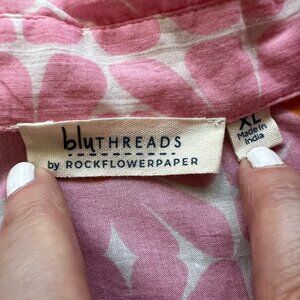 bluTHREADS
by ROCKFLOWERPAPER
XL
Made in
India